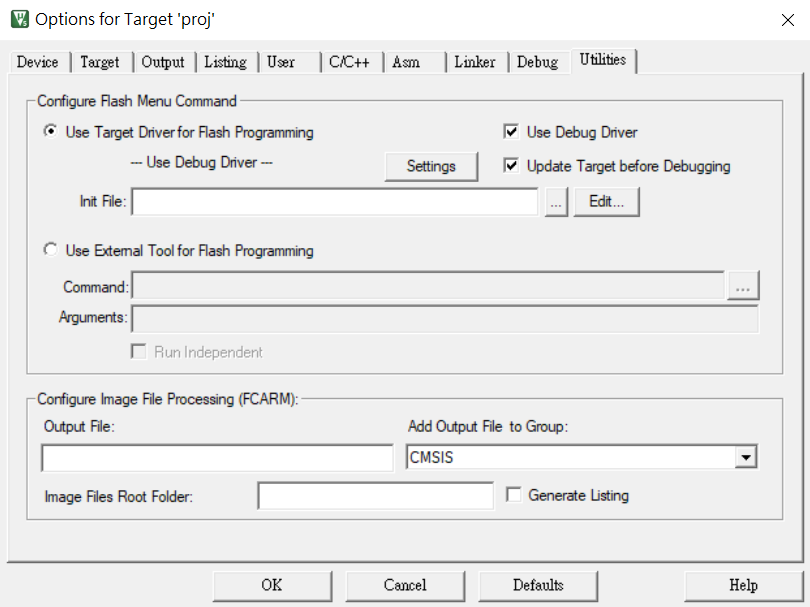 Options for Target 'proj'
Device Target Output Listing User C/C++ Asm Linker Debug Utilities
Configure Flash Menu Command
Use Target Driver for Flash Programming Use Debug Driver
--- Use Debug Driver --- Settings Update Target before Debugging
Init File: ... Edit...
Use External Tool for Flash Programming
Command: ...
Arguments:
Run Independent
Configure Image File Processing (FCARM):
Output File: Add Output File to Group:
CMSIS
Image Files Root Folder: Generate Listing
OK Cancel Defaults Help